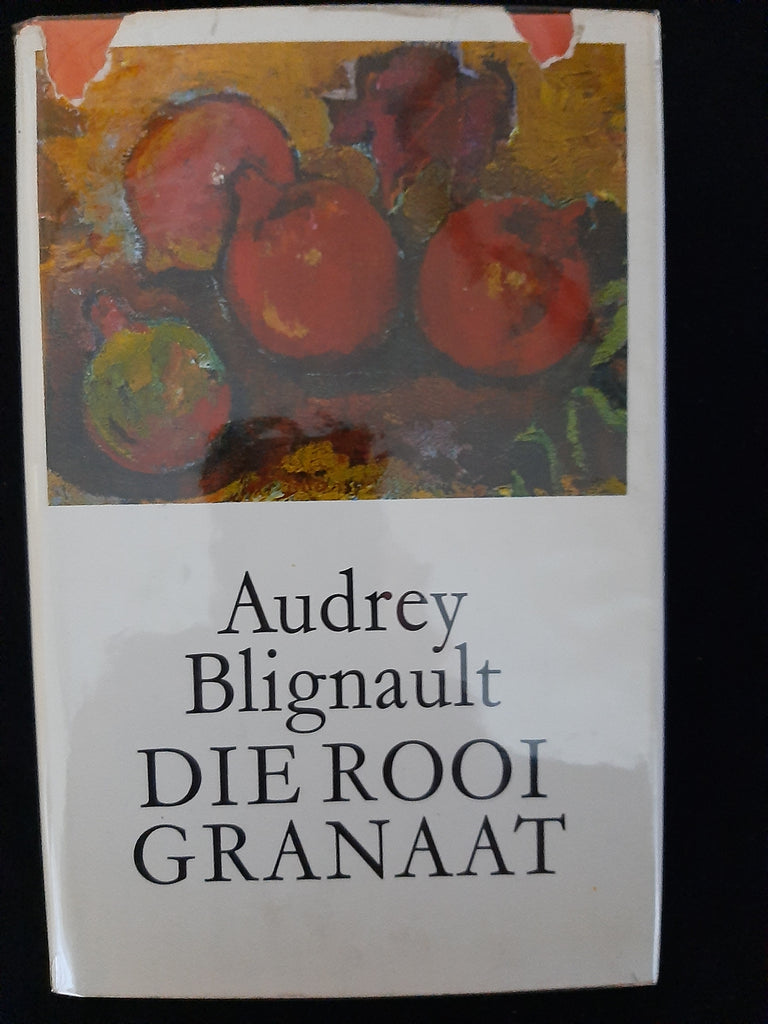 Audrey
Blignault
DIE ROOI
GRANAAT